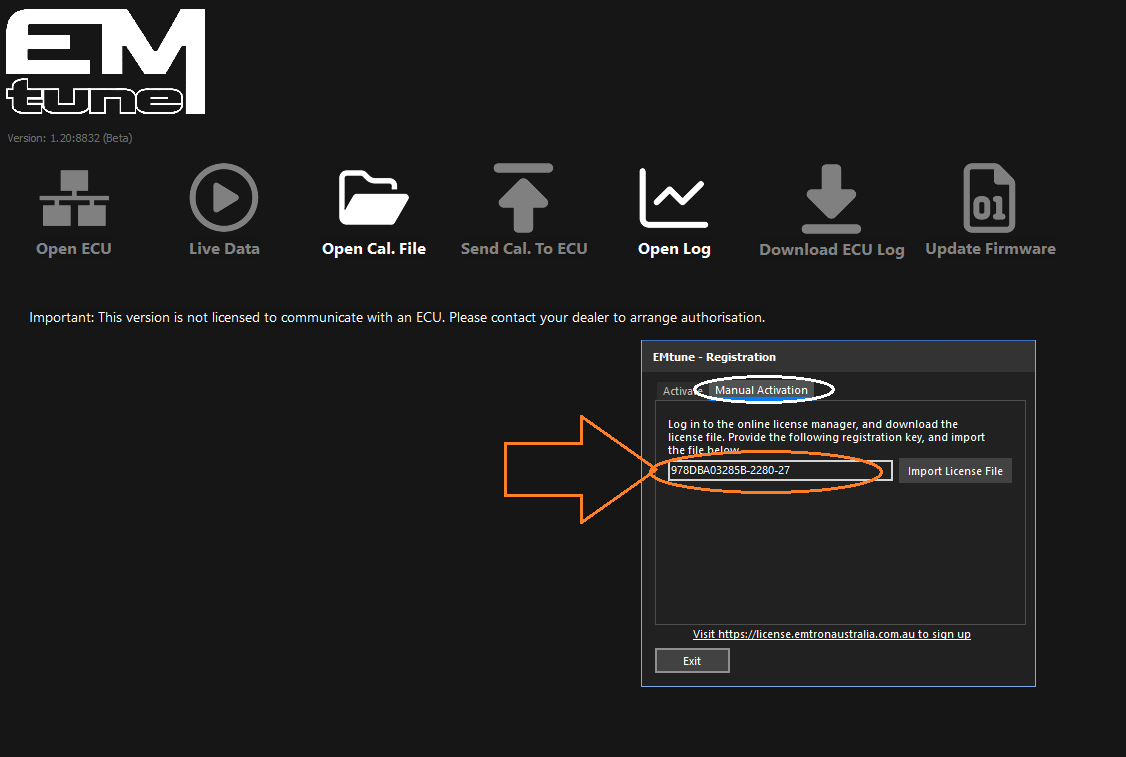 EM
tune
Version: 1.20:8832 (Beta)
Open ECU
Live Data
Open Cal. File
Send Cal. To ECU
Open Log
01
Download ECU Log
Update Firmware
Important: This version is not licensed to communicate with an ECU. Please contact your dealer to arrange authorisation.
EMtune - Registration
Activate
Manual Activation
Log in to the online license manager, and download the
license file. Provide the following registration key, and import
the file below
978DBA03285B-2280-27
Import License File
Visit https://license.emtronaustralia.com.au to sign up
Exit